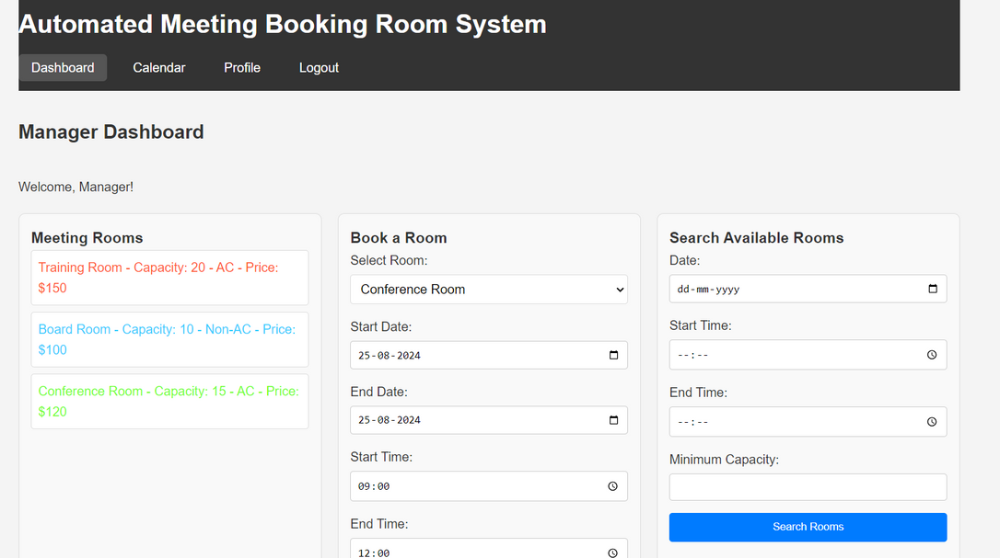 Automated Meeting Booking Room System
Dashboard Calendar Profile Logout
Manager Dashboard
Welcome, Manager!
Meeting Rooms
Training Room - Capacity: 20 - AC - Price:
$150
Board Room - Capacity: 10 - Non-AC - Price:
$100
Conference Room - Capacity: 15 - AC - Price:
$120
Book a Room
Select Room:
Conference Room
Start Date:
25-08-2024
End Date:
25-08-2024
Start Time:
09:00
End Time:
12:00
Search Available Rooms
Date:
dd-mm-yyyy
Start Time:
--:--
End Time:
--:--
Minimum Capacity:
Search Rooms